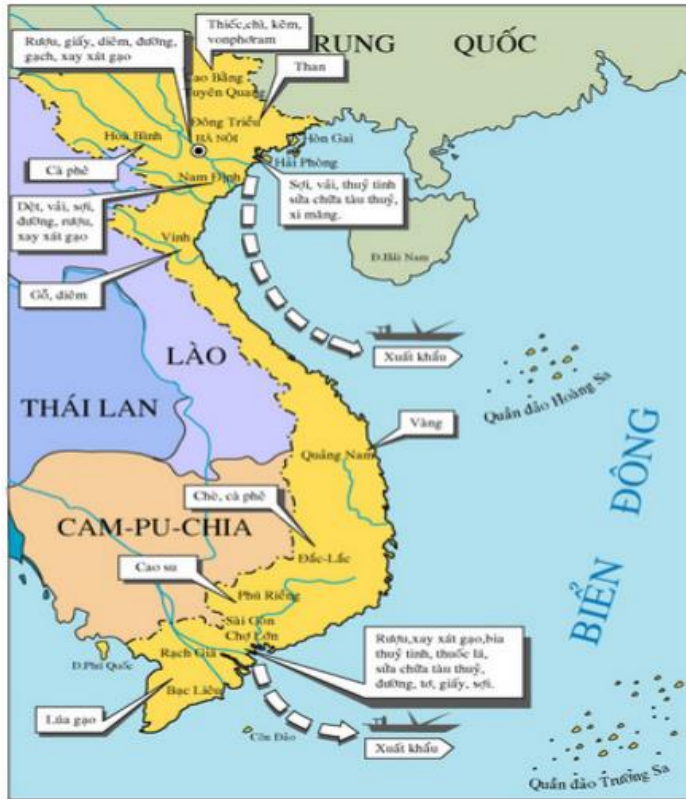 Thiếc,chì, kẽm,
vonphơram
Rượu, giấy, diêm, đường,
gạch, xay xát gạo
TRUNG QUỐC
Than
Cao Bằng
Tuyên Quang
Đông Triều
Hoà Bình
HÀ NỘI
Hòn Gai
Hải Phòng
Cà phê
Nam Định
Sợi, vải, thuỷ tinh
sửa chữa tàu thuỷ,
xi măng.
Dệt, vải, sợi,
đường, rượu,
xay xát gạo
Vinh
Đ.Hải Nam
Gỗ, diêm
LÀO
Xuất khẩu
THÁI LAN
Quần đảo Hoàng Sa
Vàng
Quảng Nam
BIỂN ĐÔNG
Chè, cà phê
CAM-PU-CHIA
Đắc-Lắc
Cao su
Phú Riềng
Sài Gòn
Chợ Lớn
Rạch Giá
Đ.Phú Quốc
Rượu,xay xát gạo,bia
thuỷ tinh, thuốc lá,
sửa chữa tàu thuỷ,
đường, tơ, giấy, sợi.
Bạc Liêu
Lúa gạo
Côn Đảo
Xuất khẩu
Quần đảo Trường Sa